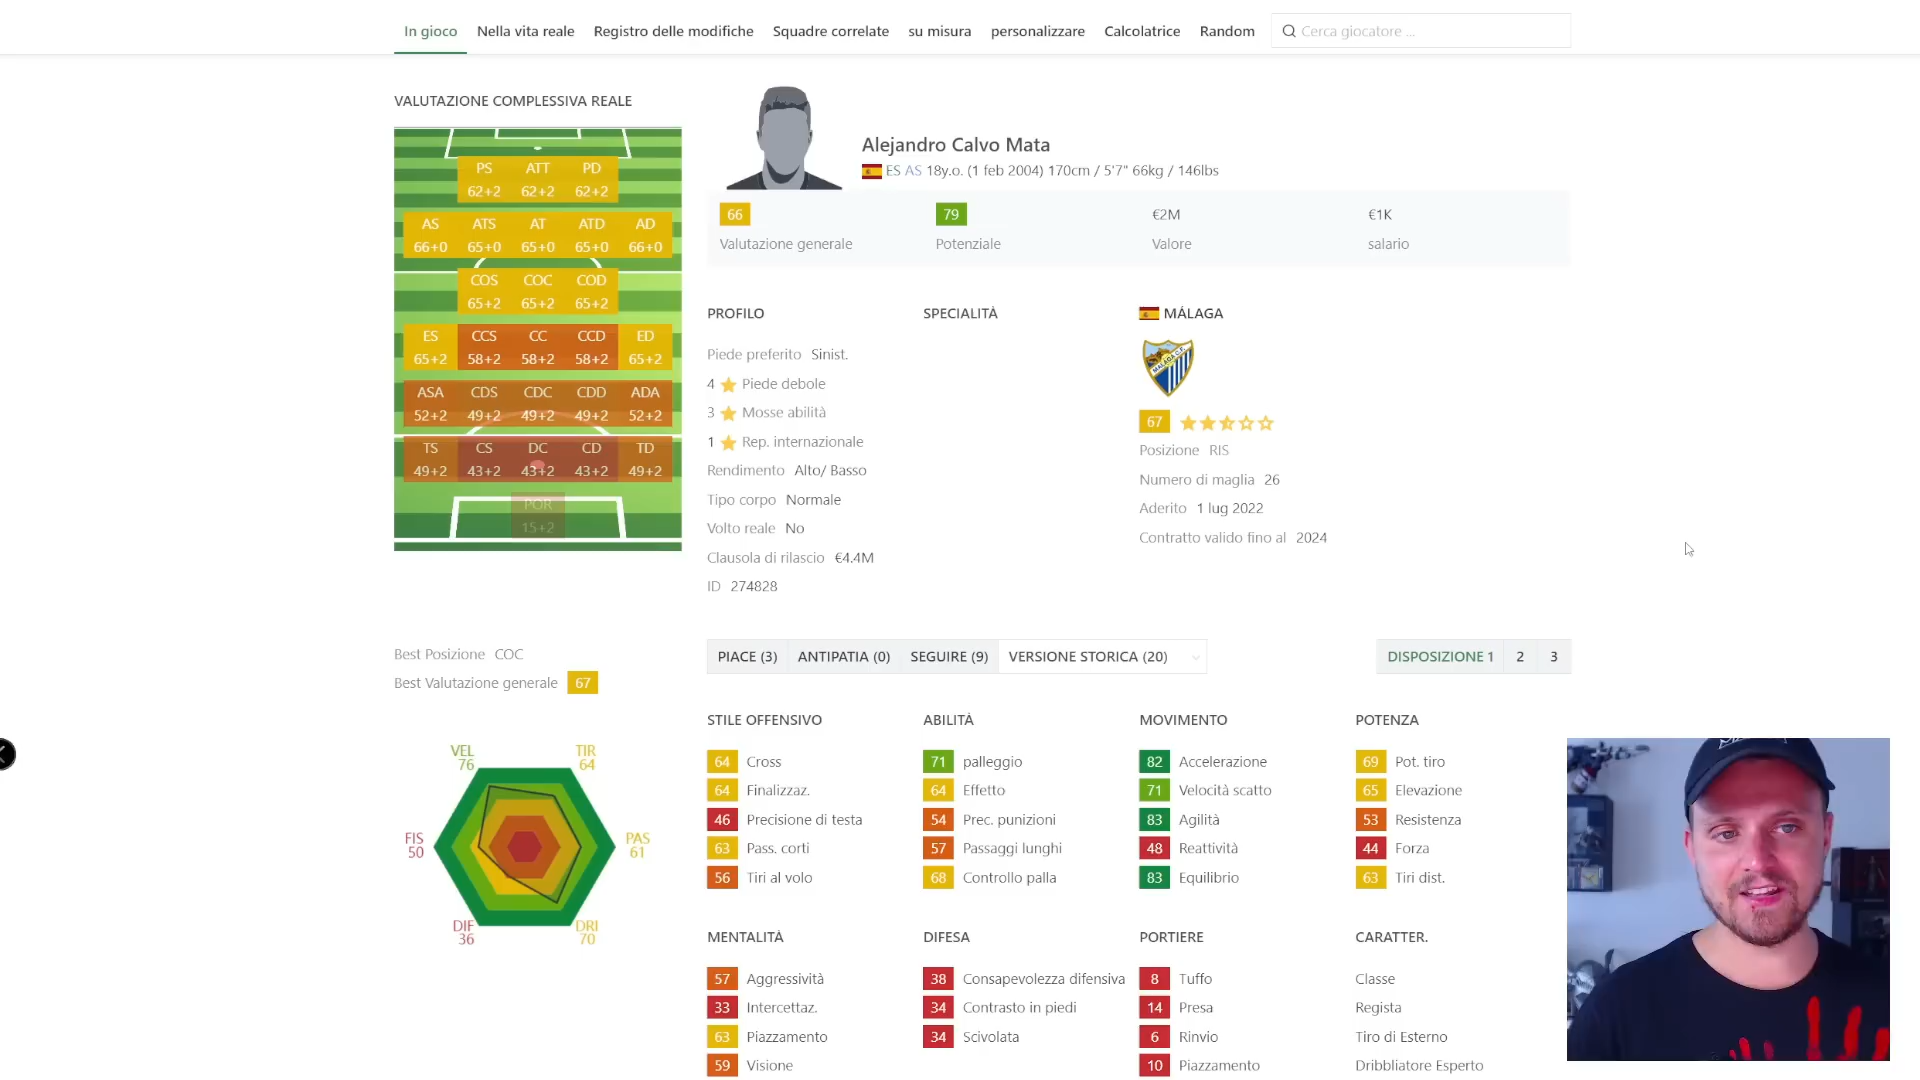 In gioco Nella vita reale Registro delle modifiche Squadre correlate su misura personalizzare Calcolatrice Random Cerca giocatore ...
VALUTAZIONE COMPLESSIVA REALE
PS ATT PD
62+2 62+2 62+2
AS ATS AT ATD AD
66+0 65+0 65+0 65+0 66+0
COS COC COD
65+2 65+2 65+2
ES CCS CC CCD ED
65+2 58+2 58+2 58+2 65+2
ASA CDS CDC CDD ADA
52+2 49+2 49+2 49+2 52+2
TS CS DC CD TD
49+2 43+2 43+2 43+2 49+2
POR
15+2
Best Posizione COC
Best Valutazione generale 67
VEL
76
TIR
64
FIS
50
PAS
61
DIF
36
DRI
70
Alejandro Calvo Mata
ES AS 18y.o. (1 feb 2004) 170cm / 5'7" 66kg / 146lbs
66 79 €2M €1K
Valutazione generale Potenziale Valore salario
PROFILO
Piede preferito Sinist.
4 Piede debole
3 Mosse abilità
1 Rep. internazionale
Rendimento Alto/ Basso
Tipo corpo Normale
Volto reale No
Clausola di rilascio €4.4M
ID 274828
SPECIALITÀ
MÁLAGA
67
Posizione RIS
Numero di maglia 26
Aderito 1 lug 2022
Contratto valido fino al 2024
PIACE (3) ANTIPATIA (0) SEGUIRE (9) VERSIONE STORICA (20) DISPOSIZIONE 1 2 3
STILE OFFENSIVO
64 Cross
64 Finalizzaz.
46 Precisione di testa
63 Pass. corti
56 Tiri al volo
ABILITÀ
71 palleggio
64 Effetto
54 Prec. punizioni
57 Passaggi lunghi
68 Controllo palla
MOVIMENTO
82 Accelerazione
71 Velocità scatto
83 Agilità
48 Reattività
83 Equilibrio
POTENZA
69 Pot. tiro
65 Elevazione
53 Resistenza
44 Forza
63 Tiri dist.
MENTALITÀ
57 Aggressività
33 Intercettaz.
63 Piazzamento
59 Visione
DIFESA
38 Consapevolezza difensiva
34 Contrasto in piedi
34 Scivolata
PORTIERE
8 Tuffo
14 Presa
6 Rinvio
10 Piazzamento
CARATTER.
Classe
Regista
Tiro di Esterno
Dribbliatore Esperto